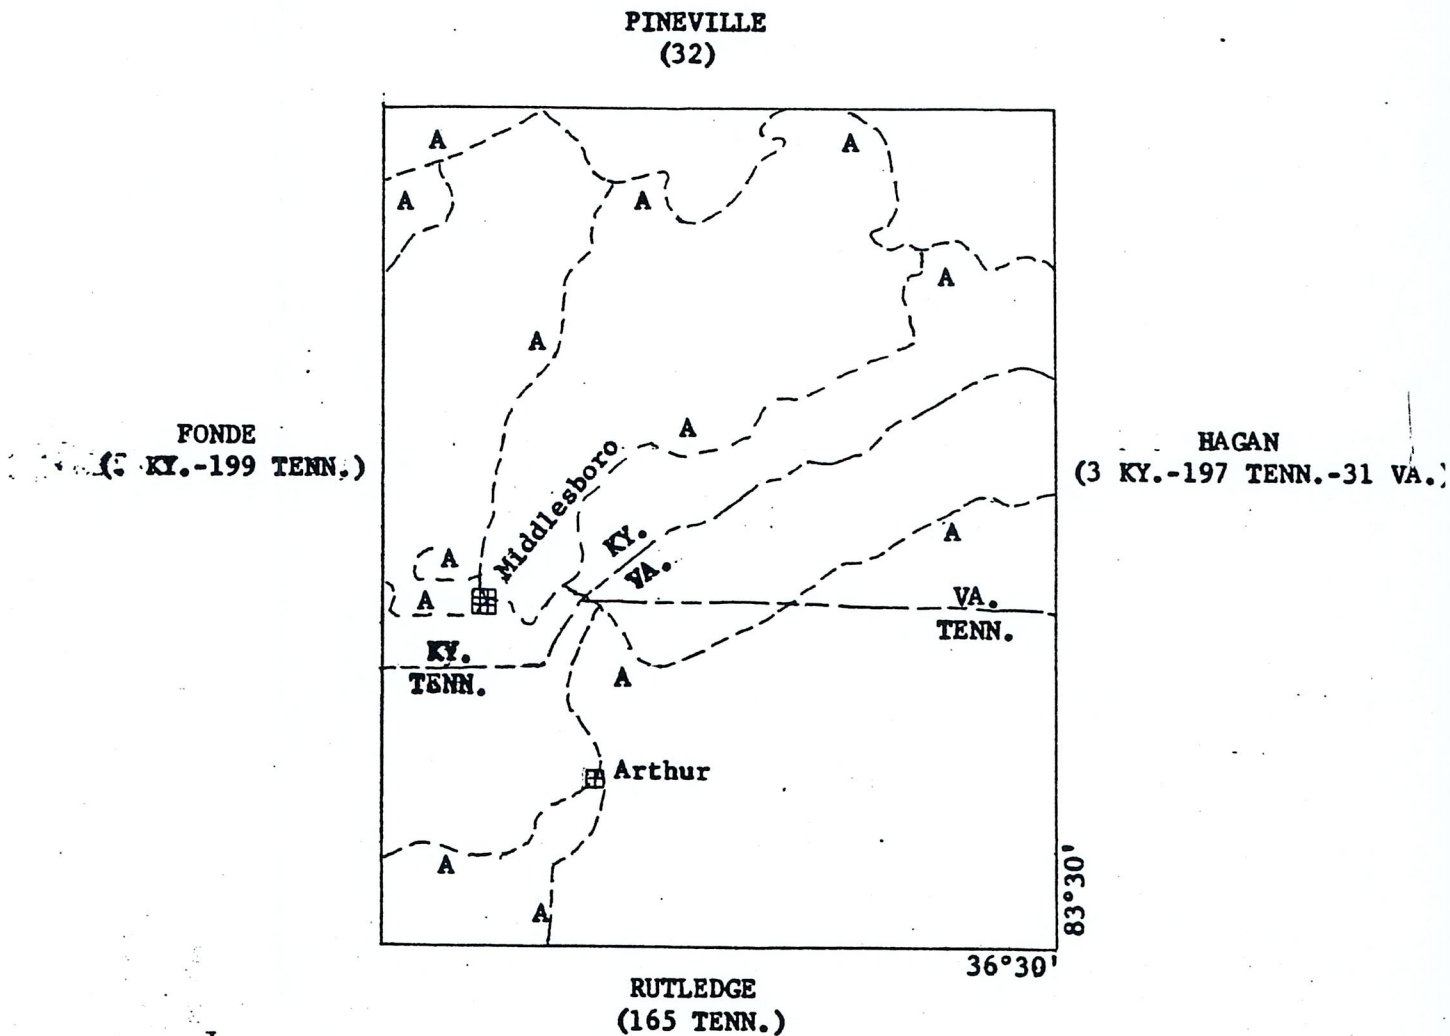 PINEVILLE
(32)
A
A
A
A
A
A
A
FONDE
KY.-199 TENN.)
HAGAN
(3 KY.-197 TENN.-31 VA.)
Middlesboro
KY.
VA.
A
A
A
VA.
TENN.
KY.
TENN.
A
Arthur
A
A
83°30'
36°30'
RUTLEDGE
(165 TENN.)